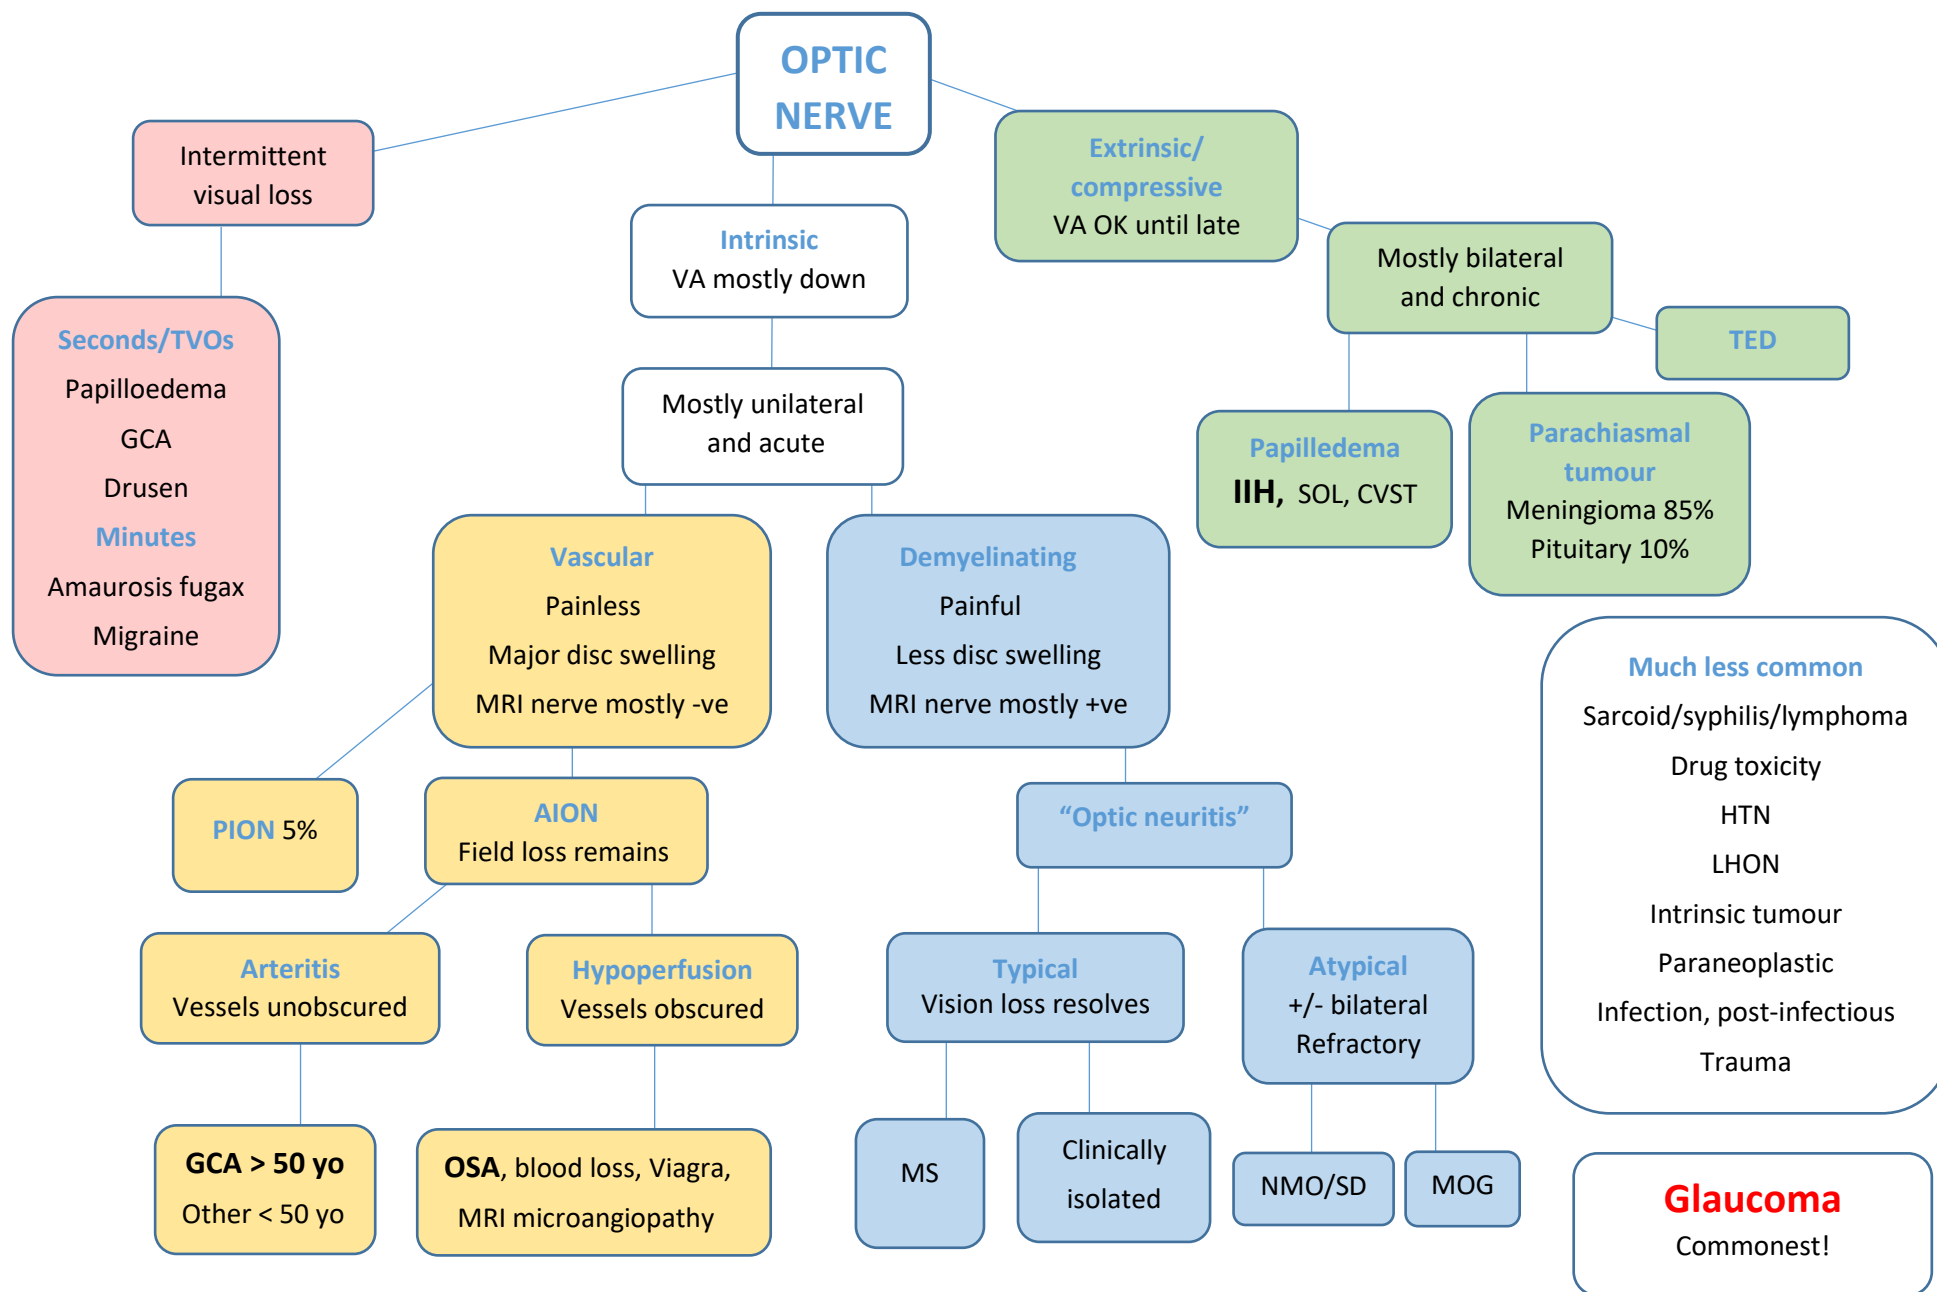 OPTIC
NERVE
Intermittent
visual loss
Seconds/TVOs
Papilloedema
GCA
Drusen
Minutes
Amaurosis fugax
Migraine
Intrinsic
VA mostly down
Mostly unilateral
and acute
Vascular
Painless
Major disc swelling
MRI nerve mostly -ve
PION 5%
AION
Field loss remains
Arteritis
Vessels unobscured
GCA > 50 yo
Other < 50 yo
Hypoperfusion
Vessels obscured
OSA, blood loss, Viagra,
MRI microangiopathy
Demyelinating
Painful
Less disc swelling
MRI nerve mostly +ve
“Optic neuritis”
Typical
Vision loss resolves
MS
Clinically
isolated
Atypical
+/- bilateral
Refractory
NMO/SD
MOG
Extrinsic/
compressive
VA OK until late
Mostly bilateral
and chronic
TED
Papilledema
IIH, SOL, CVST
Parachiasmal
tumour
Meningioma 85%
Pituitary 10%
Much less common
Sarcoid/syphilis/lymphoma
Drug toxicity
HTN
LHON
Intrinsic tumour
Paraneoplastic
Infection, post-infectious
Trauma
Glaucoma
Commonest!